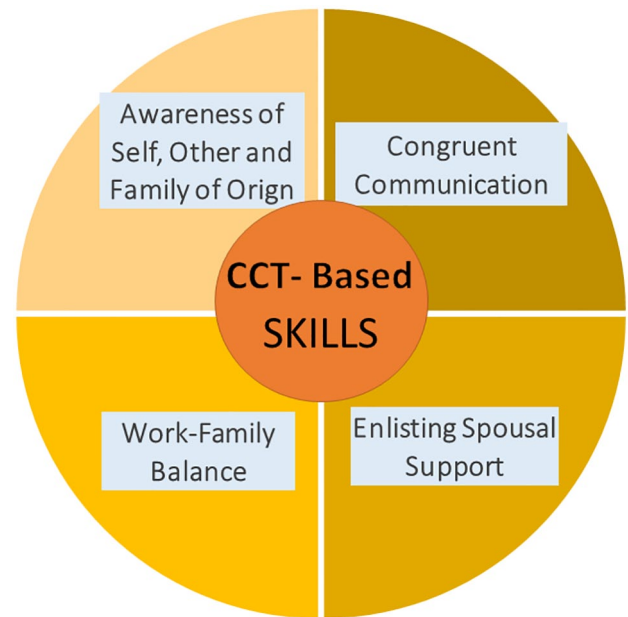 Awareness of
Self, Other and
Family of Orign
Congruent
Communication
CCT- Based
SKILLS
Work-Family
Balance
Enlisting Spousal
Support